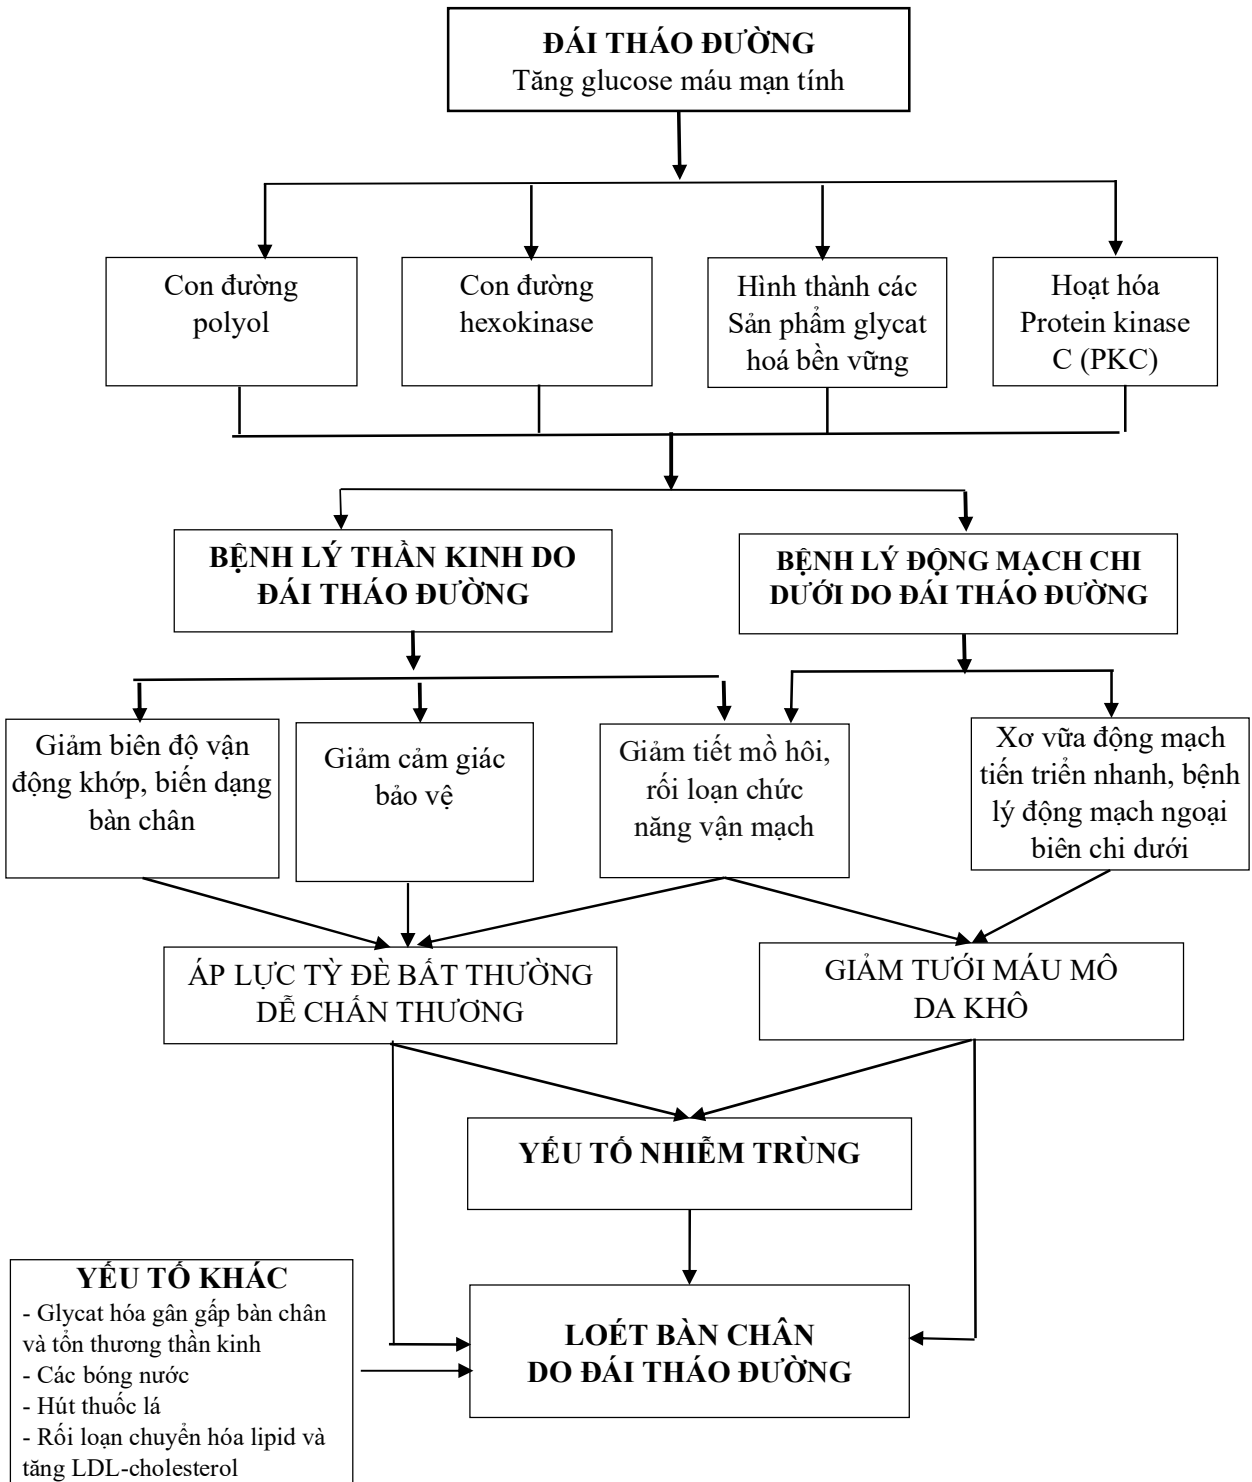 ĐÁI THÁO ĐƯỜNG
Tăng glucose máu mạn tính
Con đường
polyol
Con đường
hexokinase
Hình thành các
Sản phẩm glycat
hoá bền vững
Hoạt hóa
Protein kinase
C (PKC)
BỆNH LÝ THẦN KINH DO
ĐÁI THÁO ĐƯỜNG
BỆNH LÝ ĐỘNG MẠCH CHI
DƯỚI DO ĐÁI THÁO ĐƯỜNG
Giảm biên độ vận
động khớp, biến dạng
bàn chân
Giảm cảm giác
bảo vệ
Giảm tiết mồ hôi,
rối loạn chức
năng vận mạch
Xơ vữa động mạch
tiến triển nhanh, bệnh
lý động mạch ngoại
biên chi dưới
ÁP LỰC TỲ ĐÈ BẤT THƯỜNG
DỄ CHẤN THƯƠNG
GIẢM TƯỚI MÁU MÔ
DA KHÔ
YẾU TỐ NHIỄM TRÙNG
YẾU TỐ KHÁC
- Glycat hóa gân gấp bàn chân
và tổn thương thần kinh
- Các bóng nước
- Hút thuốc lá
- Rối loạn chuyển hóa lipid và
tăng LDL-cholesterol
LOÉT BÀN CHÂN
DO ĐÁI THÁO ĐƯỜNG